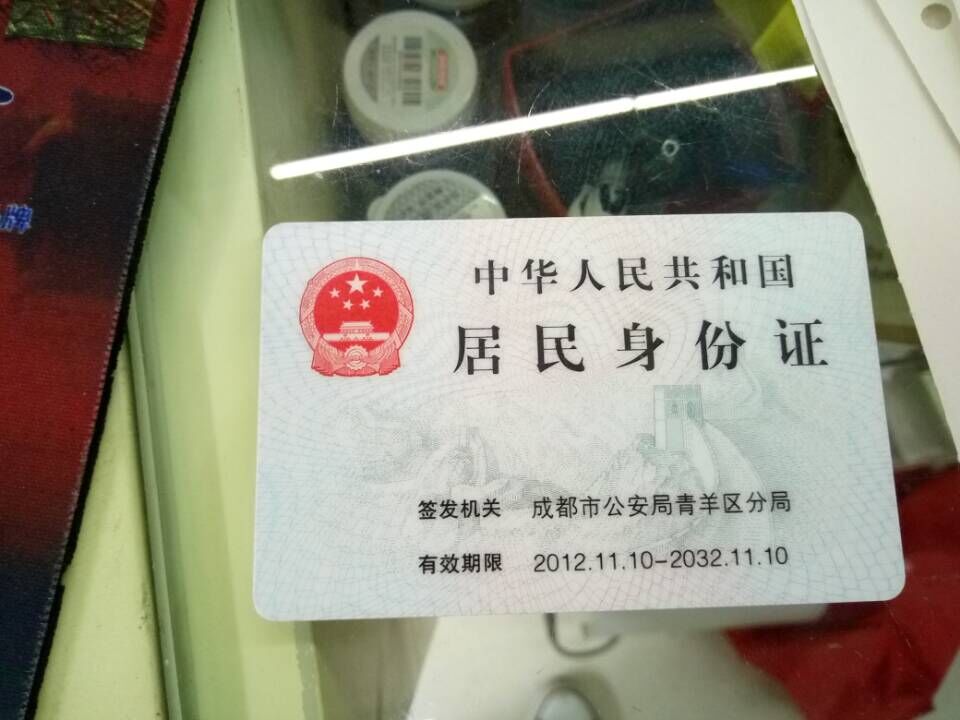 牌
中华人民共和国
居民身份证
签发机关 成都市公安局青羊区分局
有效期限 2012.11.10-2032.11.10